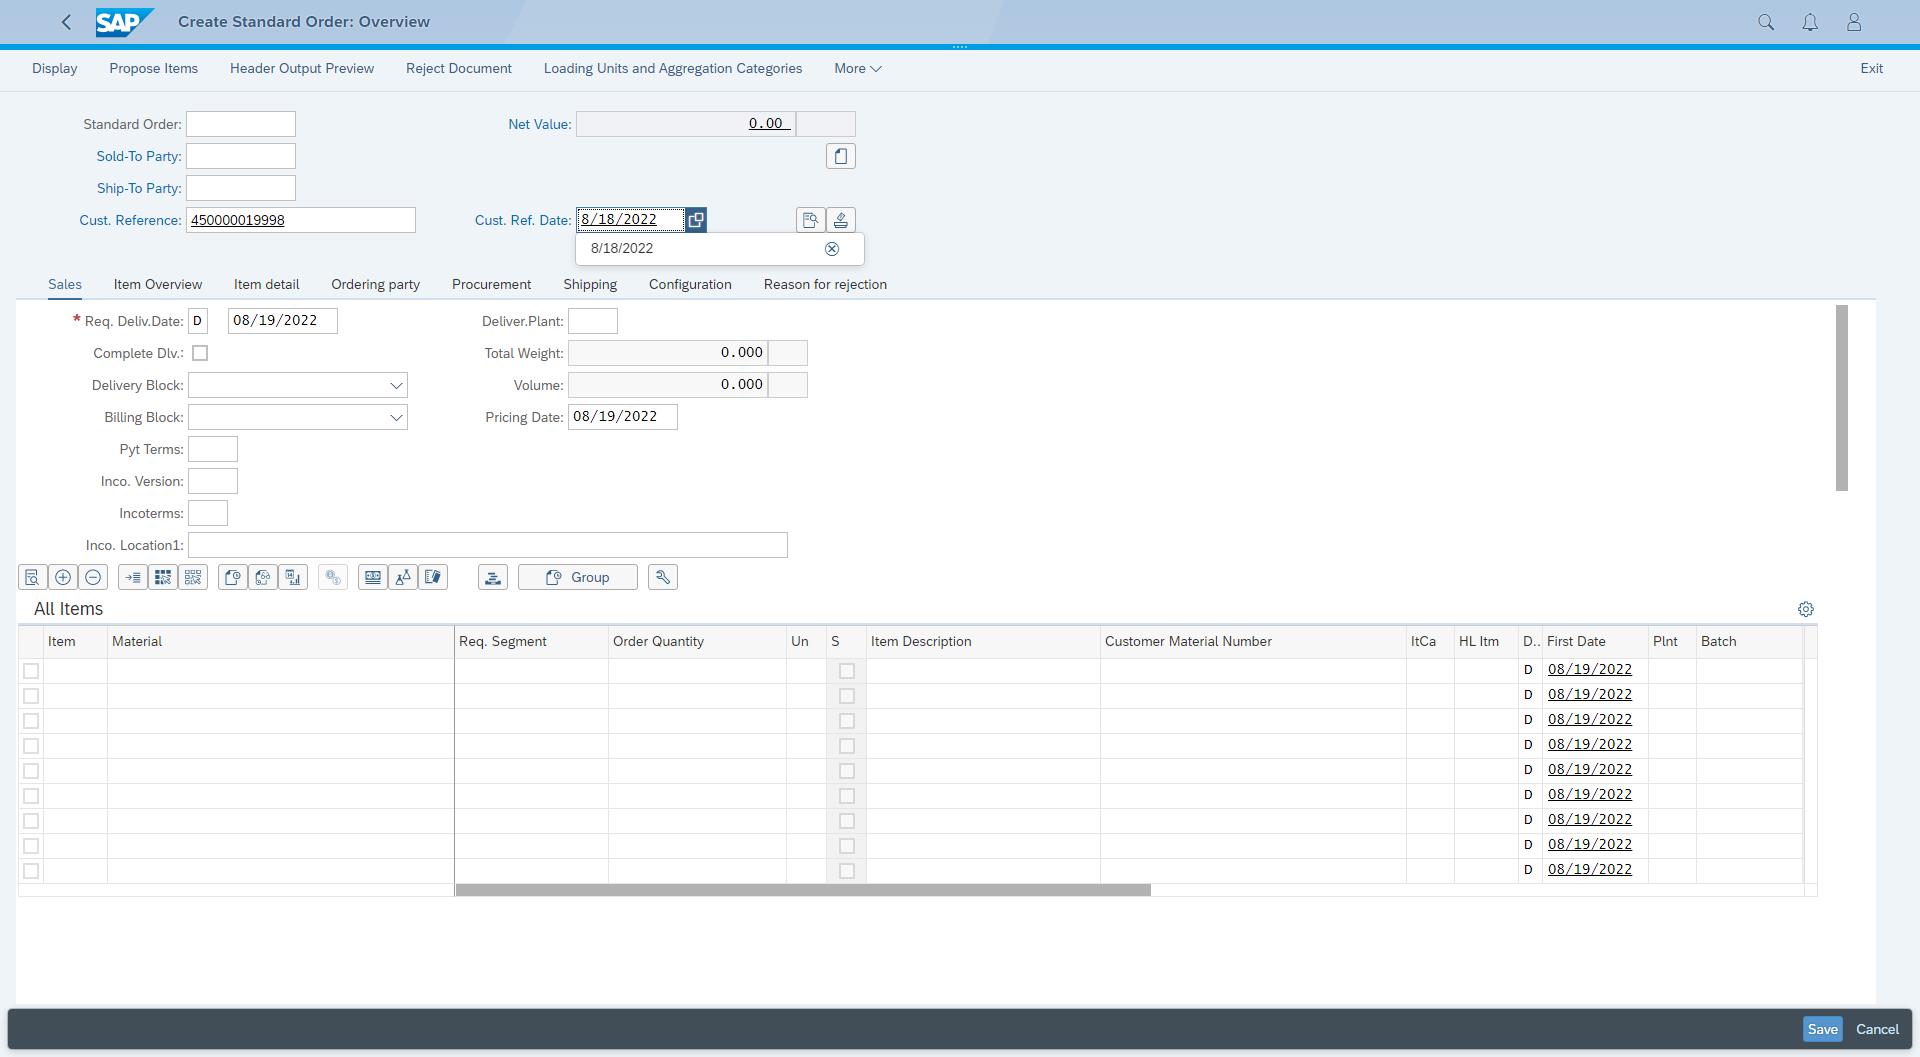 SAP Create Standard Order: Overview
Display Propose Items Header Output Preview Reject Document Loading Units and Aggregation Categories More Exit
Standard Order: Net Value: 0.00
Sold-To Party:
Ship-To Party:
Cust. Reference: 450000019998 Cust. Ref. Date: 8/18/2022
8/18/2022
Sales Item Overview Item detail Ordering party Procurement Shipping Configuration Reason for rejection
* Req. Deliv.Date: D 08/19/2022 Deliver.Plant:
Complete Dlv.: Total Weight: 0.000
Delivery Block: Volume: 0.000
Billing Block: Pricing Date: 08/19/2022
Pyt Terms:
Inco. Version:
Incoterms:
Inco. Location1:
Group
All Items
Item Material Req. Segment Order Quantity Un S Item Description Customer Material Number ItCa HL Itm D.. First Date Plnt Batch
D 08/19/2022
D 08/19/2022
D 08/19/2022
D 08/19/2022
D 08/19/2022
D 08/19/2022
D 08/19/2022
D 08/19/2022
D 08/19/2022
Save Cancel